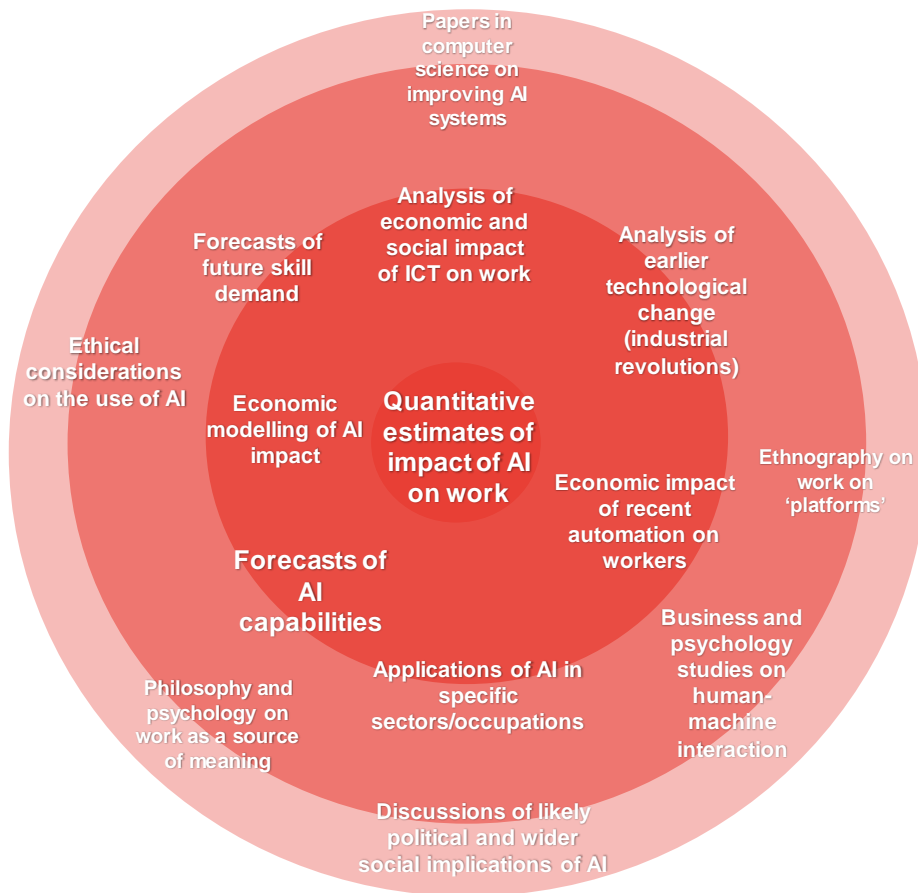 Papers in
computer
science on
improving AI
systems
Analysis of
economic and
social impact
of ICT on work
Forecasts of
future skill
demand
Analysis of
earlier
technological
change
(industrial
revolutions)
Ethical
considerations
on the use of AI
Economic
modelling of AI
impact
Quantitative
estimates of
impact of AI
on work
Ethnography on
work on
‘platforms’
Economic impact
of recent
automation on
workers
Forecasts of
AI
capabilities
Business and
psychology
studies on
human-
machine
interaction
Applications of AI in
specific
sectors/occupations
Philosophy and
psychology on
work as a source
of meaning
Discussions of likely
political and wider
social implications of AI